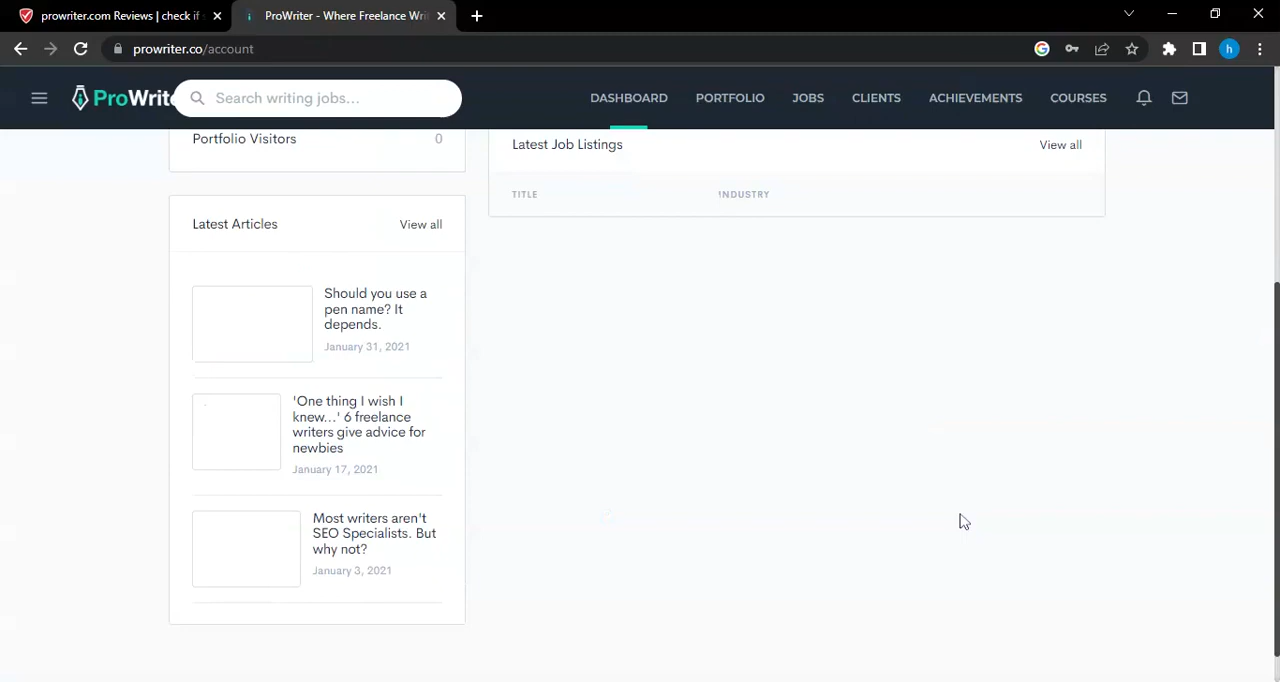 prowriter.com Reviews | check if
ProWriter - Where Freelance Wri
prowriter.co/account
h
ProWrite
Search writing jobs...
DASHBOARD
PORTFOLIO
JOBS
CLIENTS
ACHIEVEMENTS
COURSES
Portfolio Visitors
0
Latest Job Listings
View all
TITLE
INDUSTRY
Latest Articles
View all
Should you use a
pen name? It
depends.
January 31, 2021
'One thing I wish I
knew...' 6 freelance
writers give advice for
newbies
January 17, 2021
Most writers aren't
SEO Specialists. But
why not?
January 3, 2021